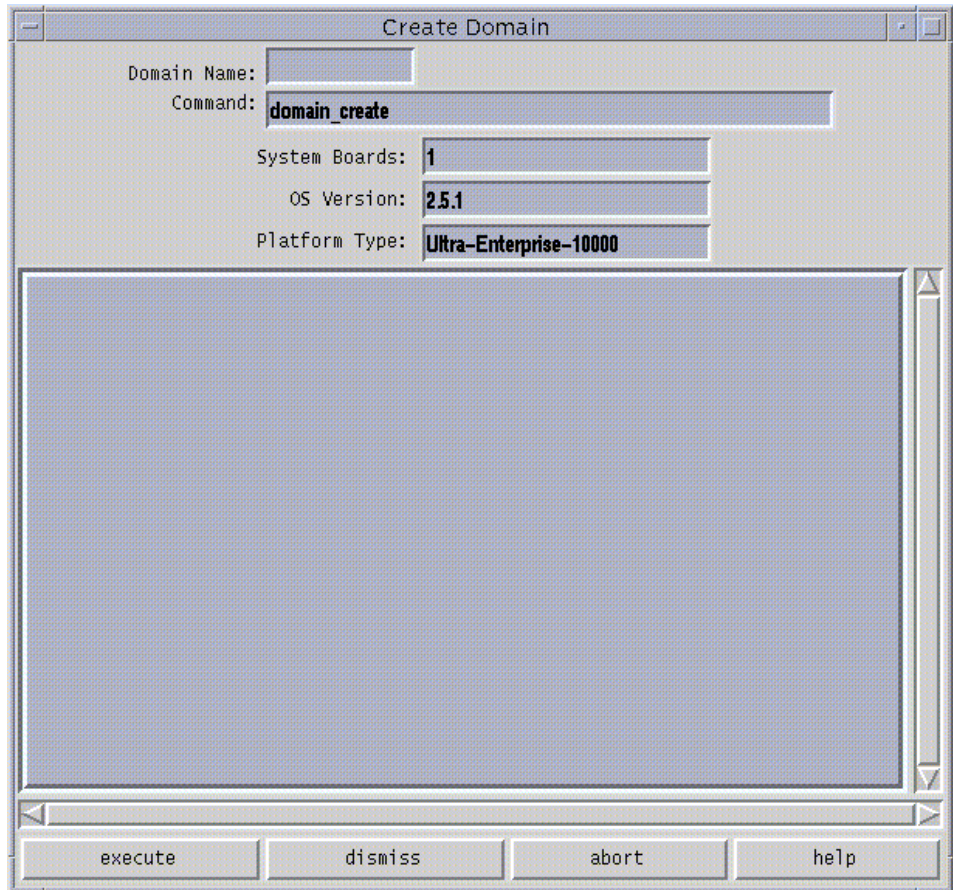 Create Domain
Domain Name:
Command: domain_create
System Boards: 1
OS Version: 2.5.1
Platform Type: Ultra-Enterprise-10000
execute dismiss abort help